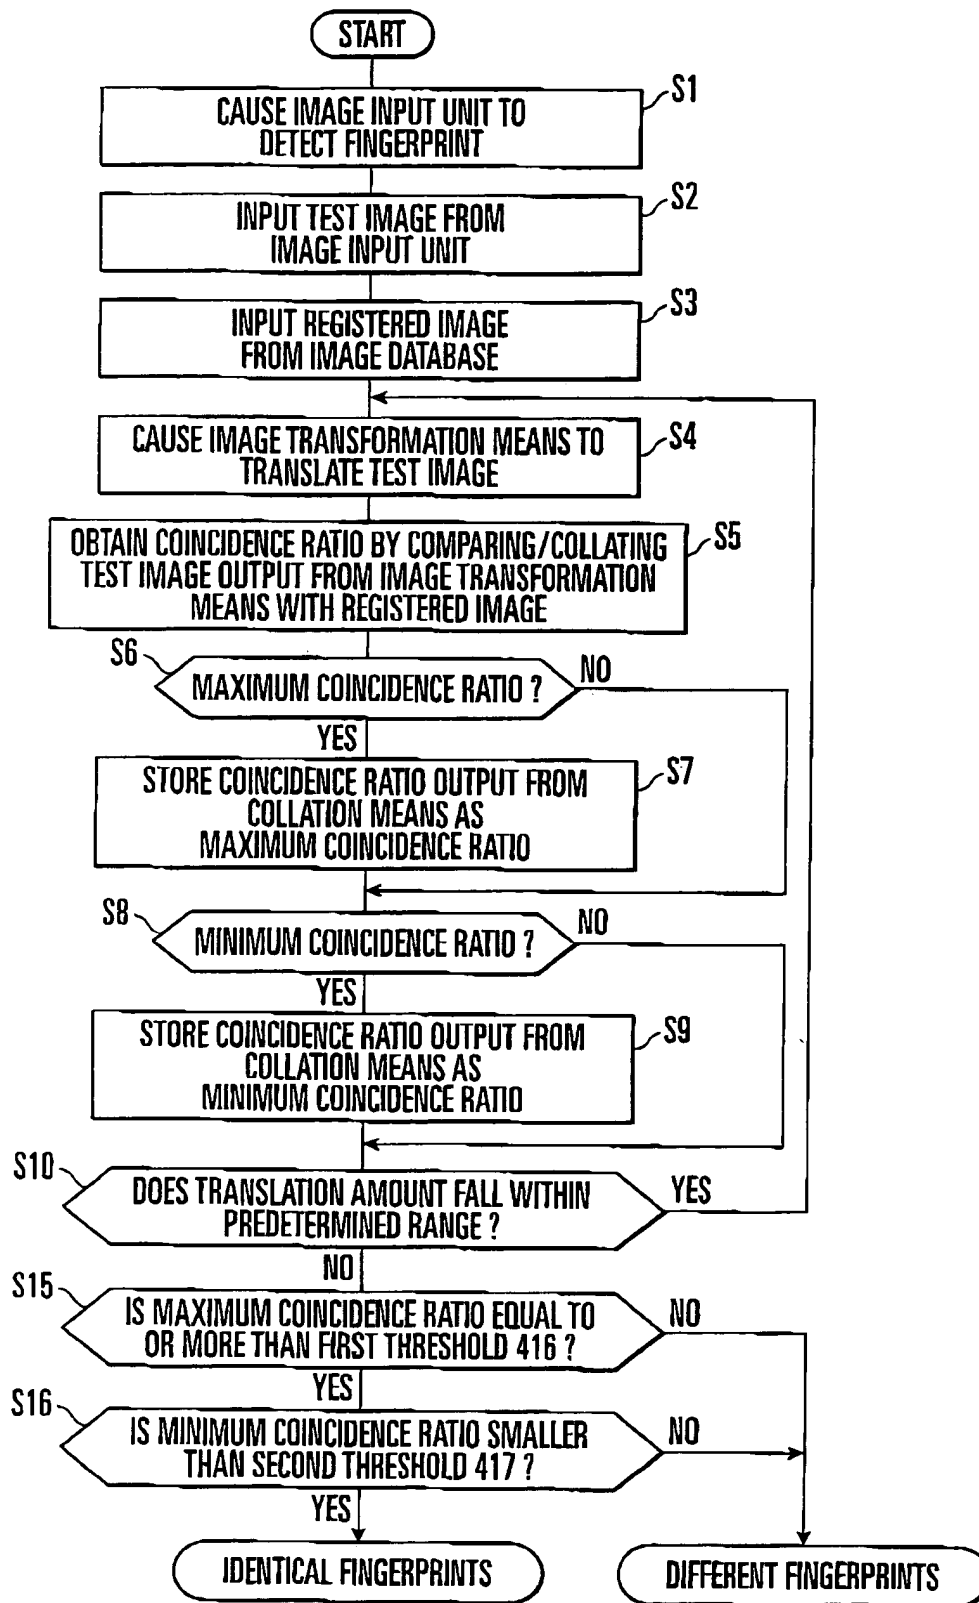 START
S1
CAUSE IMAGE INPUT UNIT TO
DETECT FINGERPRINT
S2
INPUT TEST IMAGE FROM
IMAGE INPUT UNIT
S3
INPUT REGISTERED IMAGE
FROM IMAGE DATABASE
S4
CAUSE IMAGE TRANSFORMATION MEANS TO
TRANSLATE TEST IMAGE
S5
OBTAIN COINCIDENCE RATIO BY COMPARING/COLLATING
TEST IMAGE OUTPUT FROM IMAGE TRANSFORMATION
MEANS WITH REGISTERED IMAGE
S6
MAXIMUM COINCIDENCE RATIO ?
NO
YES
S7
STORE COINCIDENCE RATIO OUTPUT FROM
COLLATION MEANS AS
MAXIMUM COINCIDENCE RATIO
S8
MINIMUM COINCIDENCE RATIO ?
NO
YES
S9
STORE COINCIDENCE RATIO OUTPUT FROM
COLLATION MEANS AS
MINIMUM COINCIDENCE RATIO
S10
DOES TRANSLATION AMOUNT FALL WITHIN
PREDETERMINED RANGE ?
YES
NO
S15
IS MAXIMUM COINCIDENCE RATIO EQUAL TO
OR MORE THAN FIRST THRESHOLD 416 ?
NO
YES
S16
IS MINIMUM COINCIDENCE RATIO SMALLER
THAN SECOND THRESHOLD 417 ?
NO
YES
IDENTICAL FINGERPRINTS
DIFFERENT FINGERPRINTS